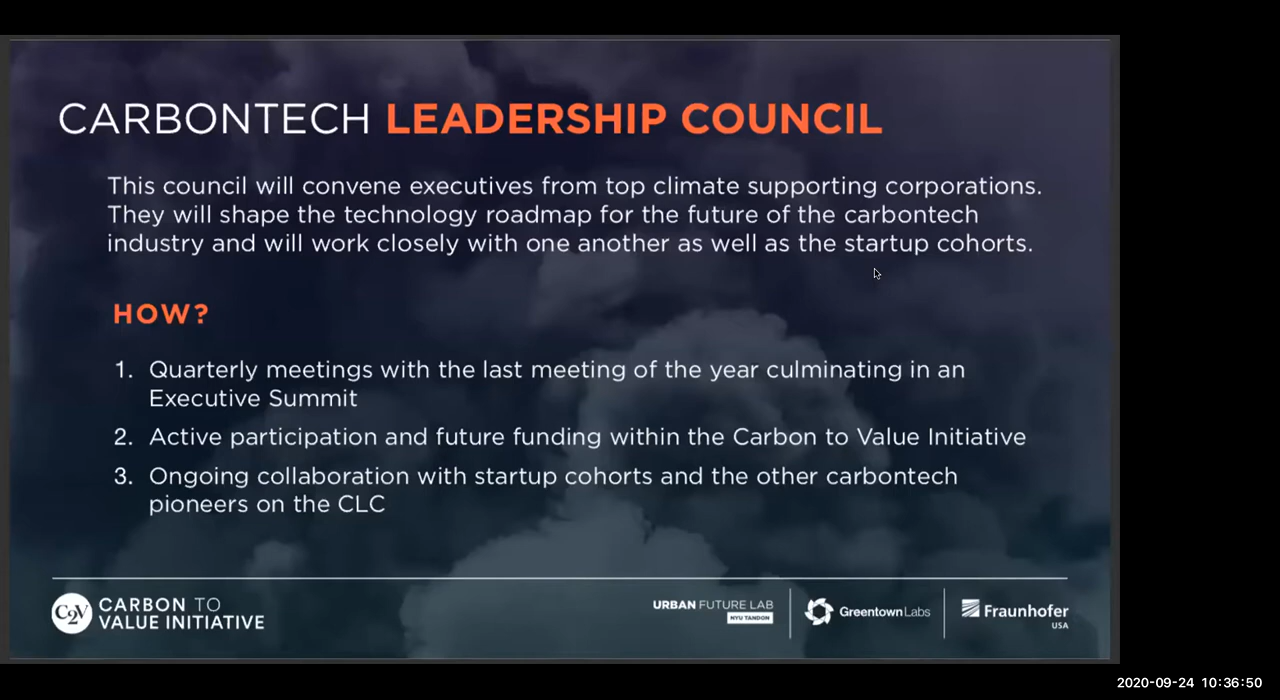 CARBONTECH LEADERSHIP COUNCIL
This council will convene executives from top climate supporting corporations.
They will shape the technology roadmap for the future of the carbontech
industry and will work closely with one another as well as the startup cohorts.
HOW?
1. Quarterly meetings with the last meeting of the year culminating in an
Executive Summit
2. Active participation and future funding within the Carbon to Value Initiative
3. Ongoing collaboration with startup cohorts and the other carbontech
pioneers on the CLC
C2V
CARBON TO
VALUE INITIATIVE
URBAN FUTURE LAB
NYU TANDON
Greentown Labs
Fraunhofer
USA
2020-09-24 10:36:50